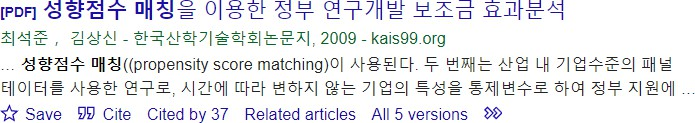 [PDF] 성향점수 매칭을 이용한 정부 연구개발 보조금 효과분석
최석준 , 김상신 - 한국산학기술학회논문지, 2009 - kais99.org
... 성향점수 매칭((propensity score matching)이 사용된다. 두 번째는 산업 내 기업수준의 패널
데이터를 사용한 연구로, 시간에 따라 변하지 않는 기업의 특성을 통제변수로 하여 정부 지원에 ...
Save Cite Cited by 37 Related articles All 5 versions